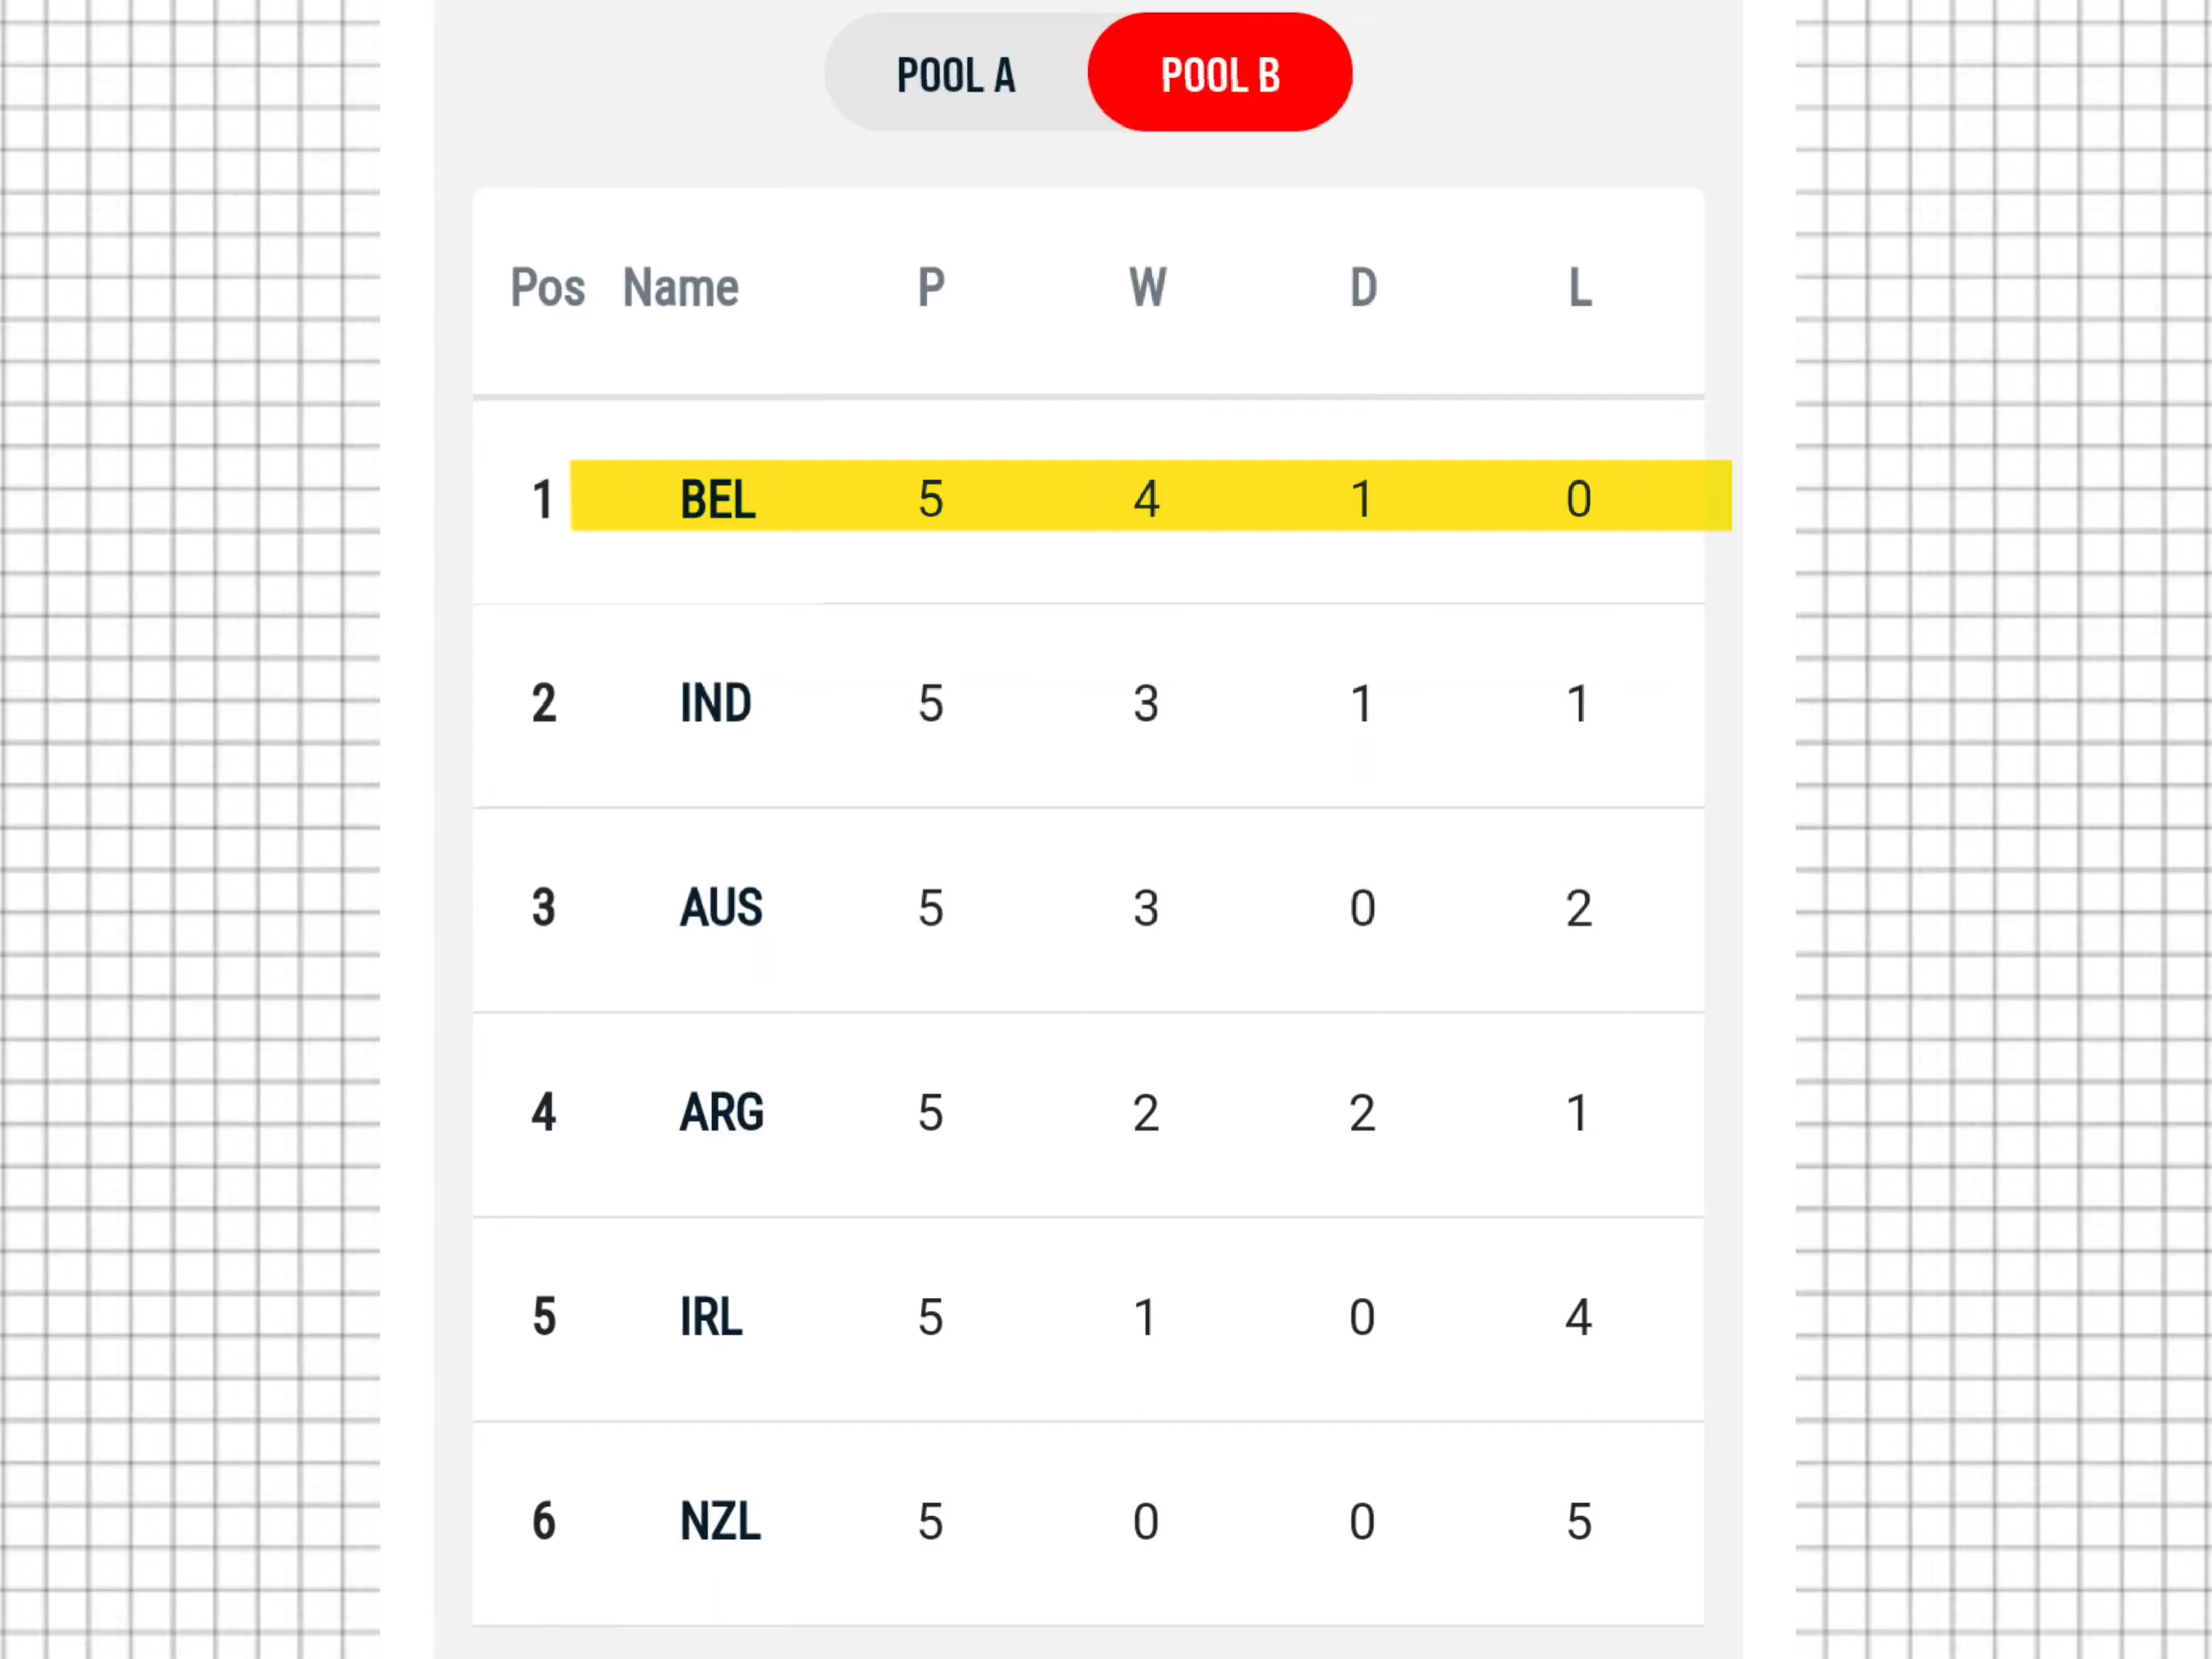 POOL A POOL B
Pos Name P W D L
1 BEL 5 4 1 0
2 IND 5 3 1 1
3 AUS 5 3 0 2
4 ARG 5 2 2 1
5 IRL 5 1 0 4
6 NZL 5 0 0 5